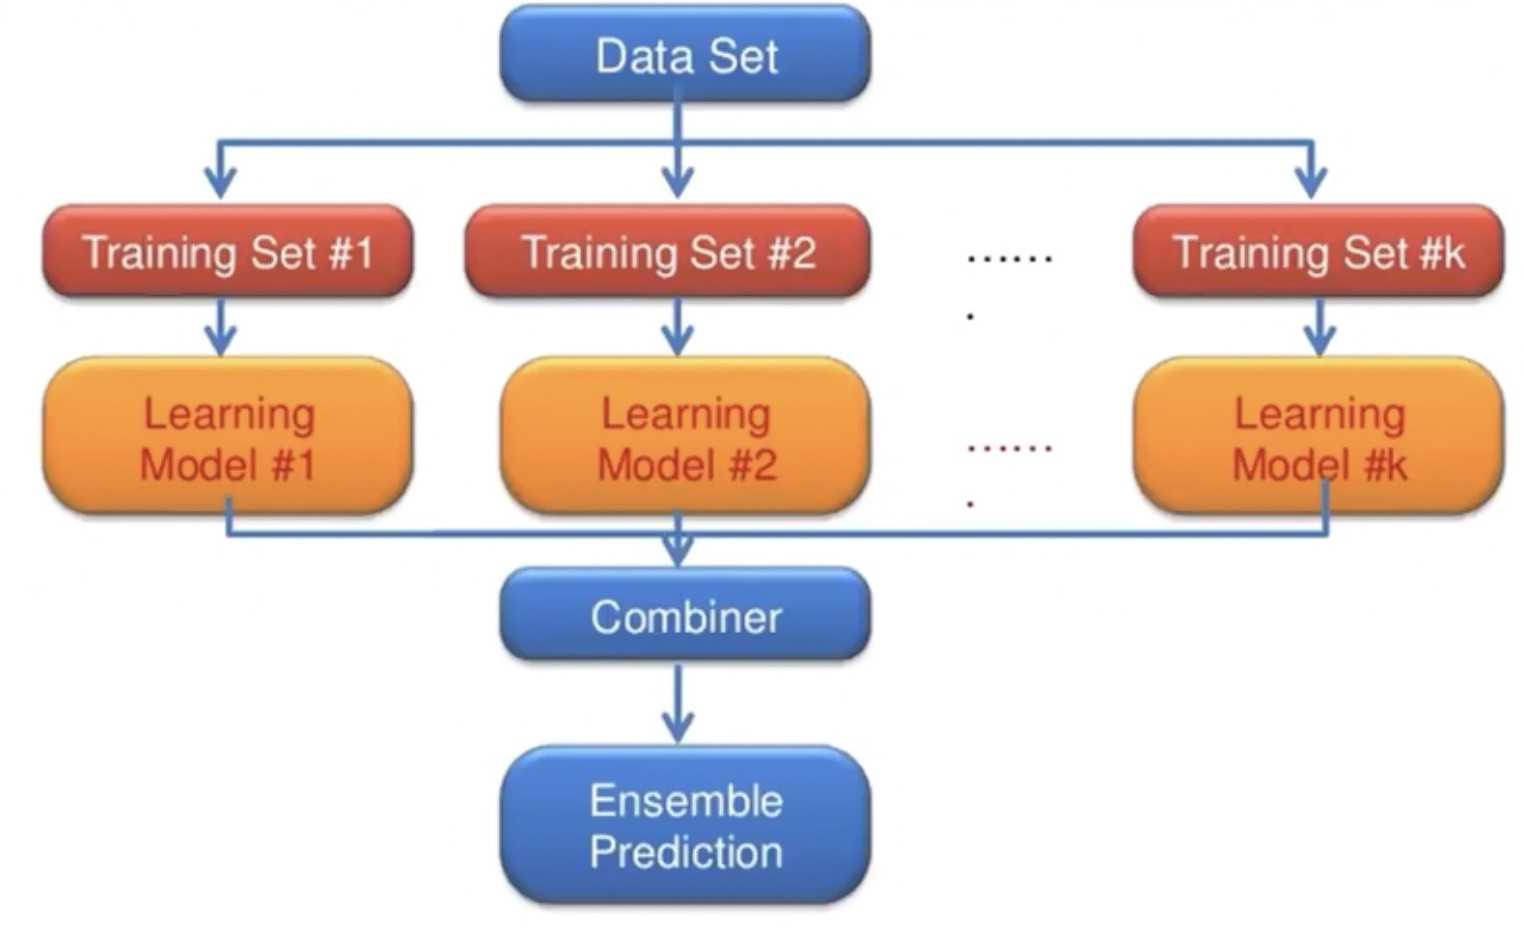 Data Set
Training Set #1
Training Set #2
.......
Training Set #k
Learning
Model #1
Learning
Model #2
.......
Learning
Model #k
Combiner
Ensemble
Prediction